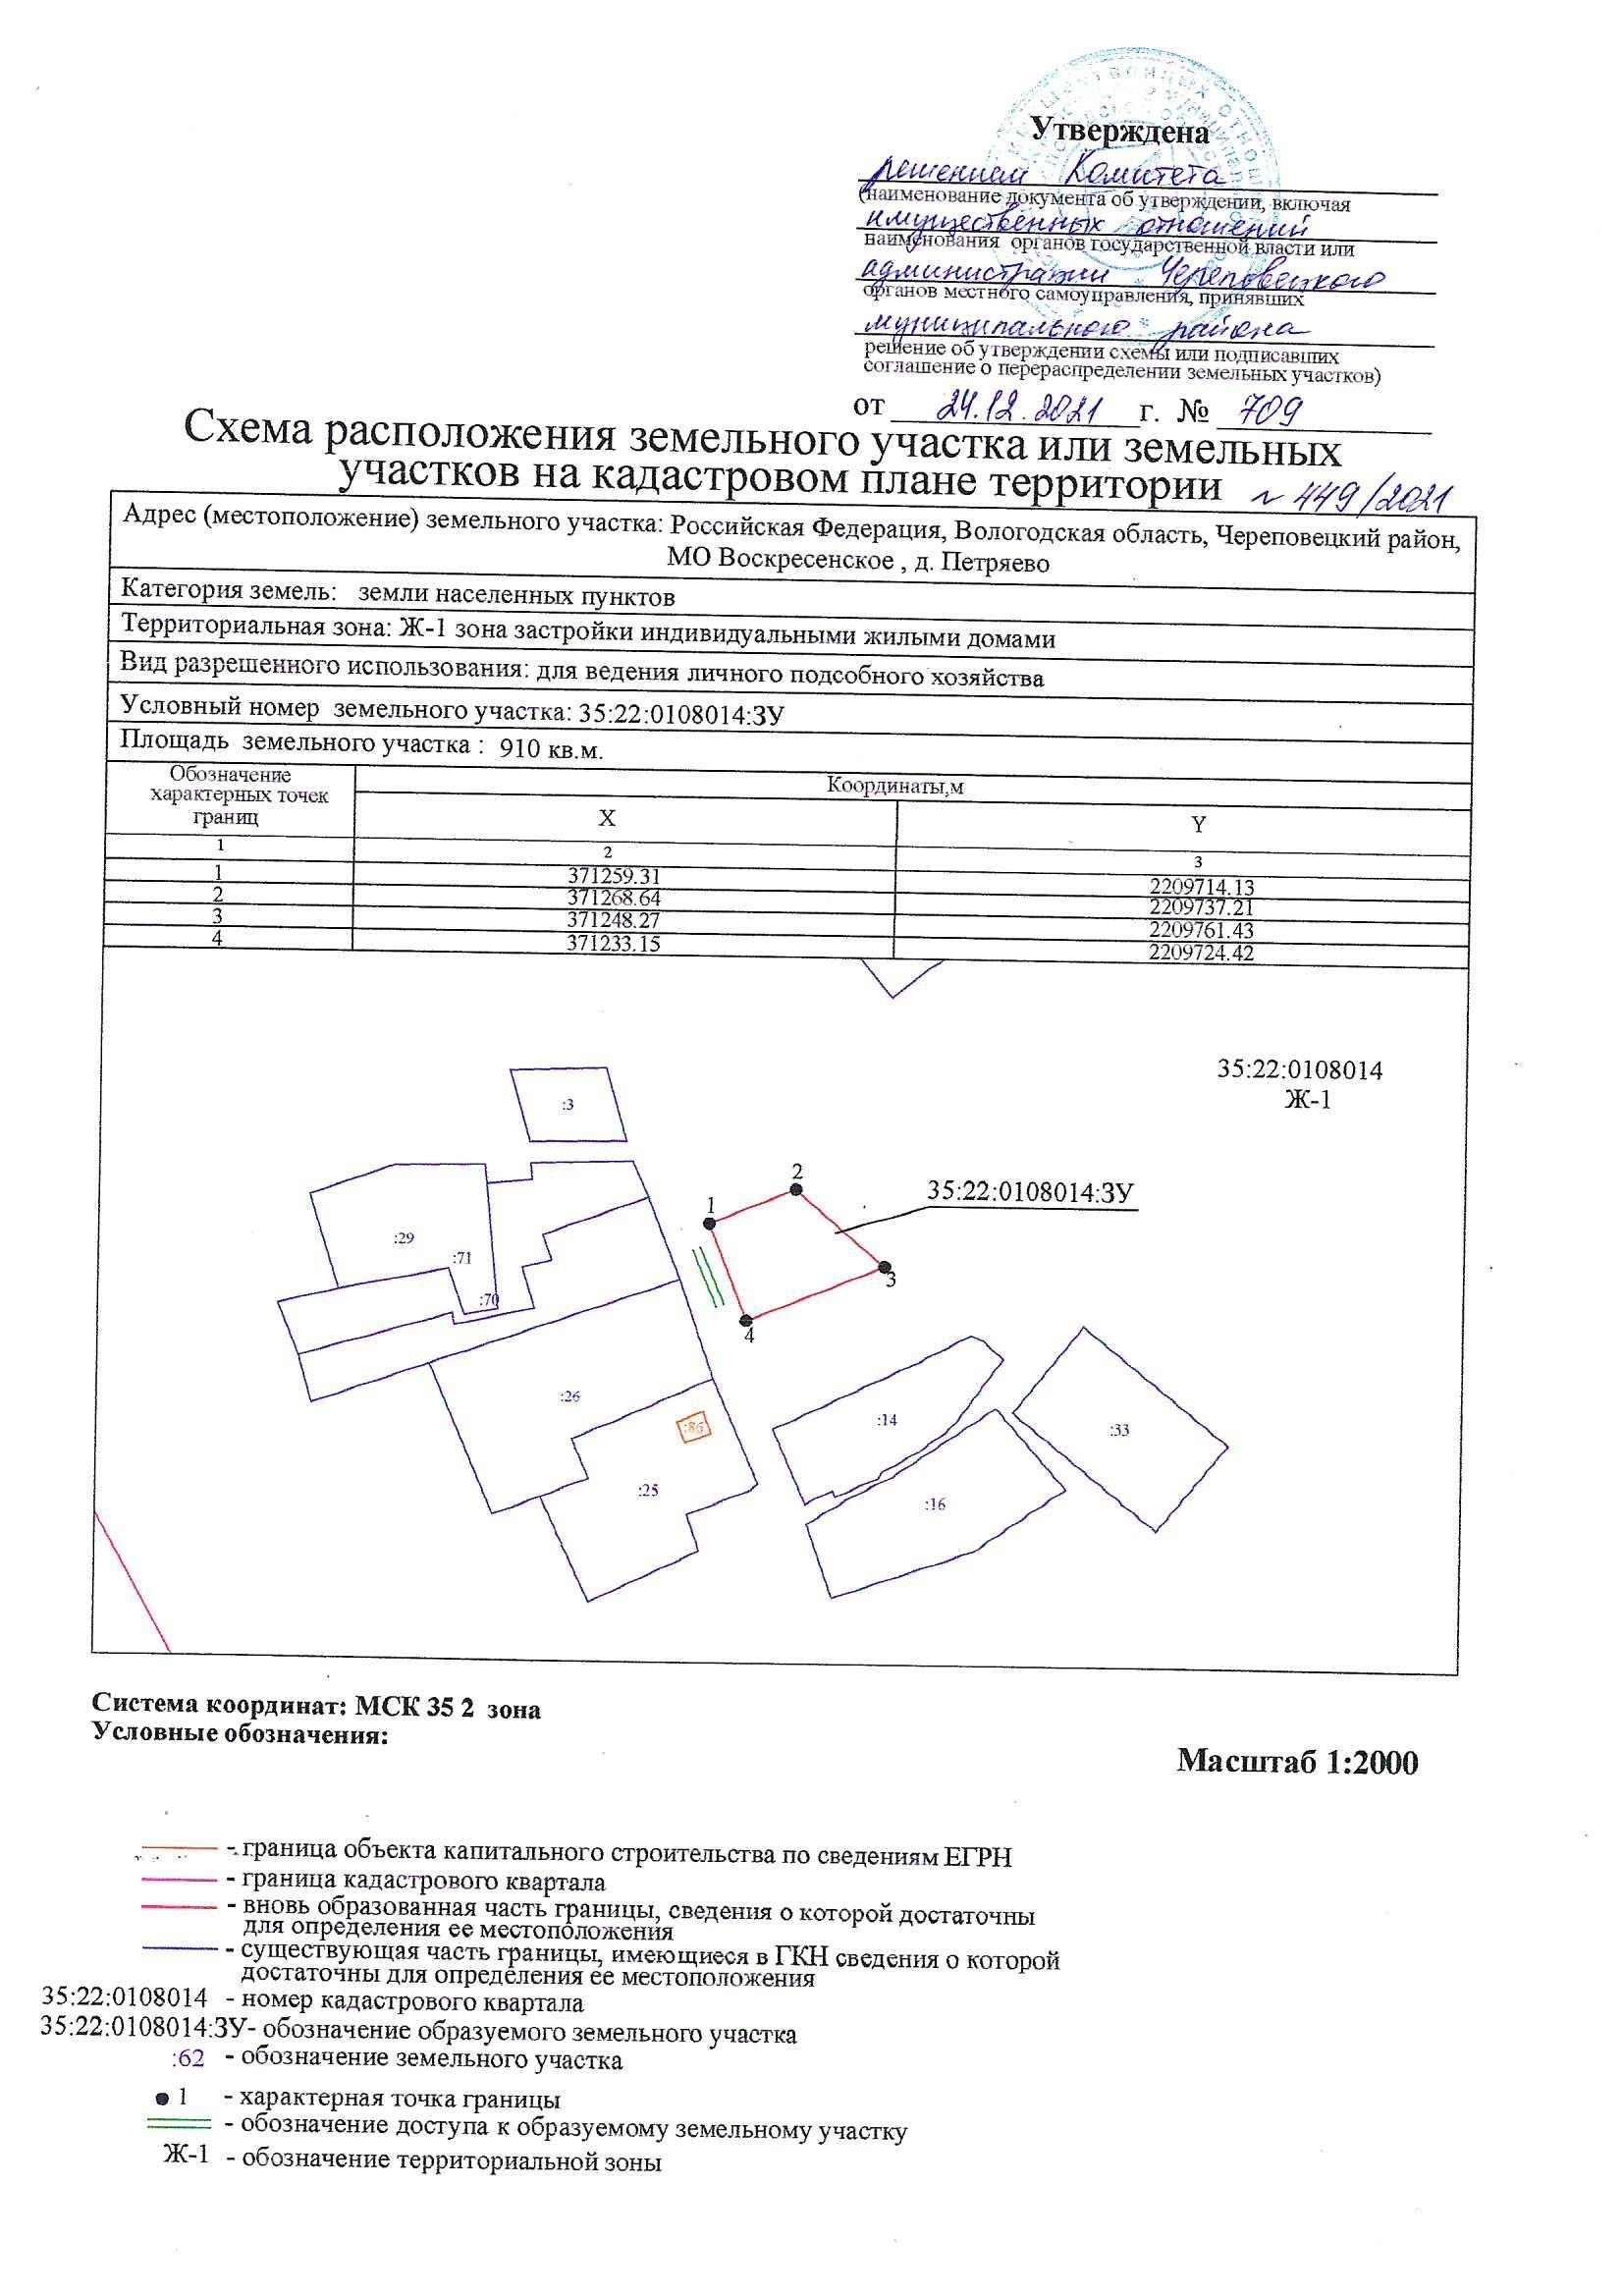 Утверждена
решением Комитета
(наименование документа об утверждении, включая
имущественных отношений
наименования органов государственной власти или
администрации Череповецкого
органов местного самоуправления, принявших
муниципального района
решение об утверждении схемы или подписавших
соглашение о перераспределении земельных участков)
от 24.12.2021 г. № 709
Схема расположения земельного участка или земельных
участков на кадастровом плане территории № 449/2021
Адрес (местоположение) земельного участка: Российская Федерация, Вологодская область, Череповецкий район,
МО Воскресенское , д. Петряево
Категория земель: земли населенных пунктов
Территориальная зона: Ж-1 зона застройки индивидуальными жилыми домами
Вид разрешенного использования: для ведения личного подсобного хозяйства
Условный номер земельного участка: 35:22:0108014:ЗУ
Площадь земельного участка : 910 кв.м.
Обозначение
характерных точек
границ
Координаты,м
X Y
1 2 3
1 371259.31 2209714.13
2 371268.64 2209737.21
3 371248.27 2209761.43
4 371233.15 2209724.42
35:22:0108014
Ж-1
:3
2
35:22:0108014:ЗУ
1
:29
:71
3
:70
4
:26
:86
:14
:33
:25
:16
Система координат: МСК 35 2 зона
Условные обозначения:
Масштаб 1:2000
- граница объекта капитального строительства по сведениям ЕГРН
- граница кадастрового квартала
- вновь образованная часть границы, сведения о которой достаточны
для определения ее местоположения
- существующая часть границы, имеющиеся в ГКН сведения о которой
достаточны для определения ее местоположения
35:22:0108014 - номер кадастрового квартала
35:22:0108014:ЗУ- обозначение образуемого земельного участка
:62 - обозначение земельного участка
1 - характерная точка границы
- обозначение доступа к образуемому земельному участку
Ж-1 - обозначение территориальной зоны